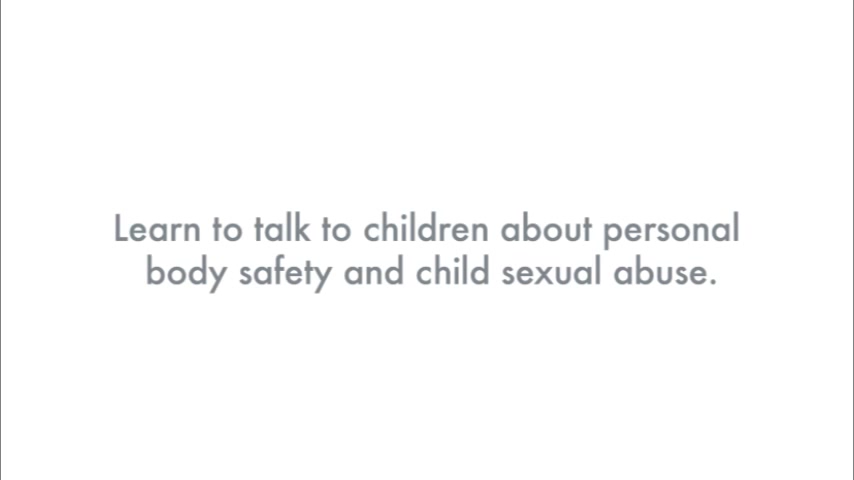 Learn to talk to children about personal
body safety and child sexual abuse.